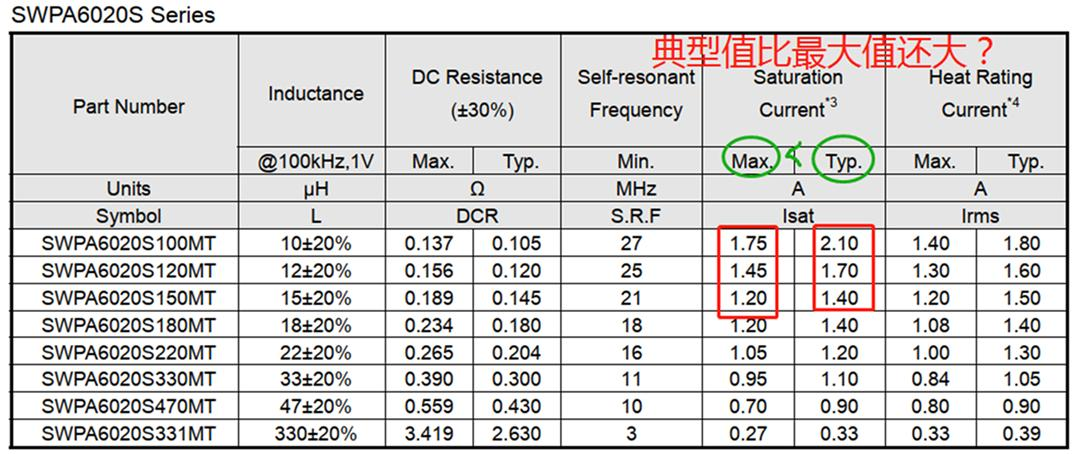 SWPA6020S Series
典型值比最大值还大？
Part Number Inductance DC Resistance (±30%) Self-resonant Frequency Saturation Current*3 Heat Rating Current*4
@100kHz,1V Max. Typ. Min. Max. < Typ. Max. Typ.
Units μH Ω MHz A A
Symbol L DCR S.R.F Isat Irms
SWPA6020S100MT 10±20% 0.137 0.105 27 1.75 2.10 1.40 1.80
SWPA6020S120MT 12±20% 0.156 0.120 25 1.45 1.70 1.30 1.60
SWPA6020S150MT 15±20% 0.189 0.145 21 1.20 1.40 1.20 1.50
SWPA6020S180MT 18±20% 0.234 0.180 18 1.20 1.40 1.08 1.40
SWPA6020S220MT 22±20% 0.265 0.204 16 1.05 1.20 1.00 1.30
SWPA6020S330MT 33±20% 0.390 0.300 11 0.95 1.10 0.84 1.05
SWPA6020S470MT 47±20% 0.559 0.430 10 0.70 0.90 0.80 0.90
SWPA6020S331MT 330±20% 3.419 2.630 3 0.27 0.33 0.33 0.39